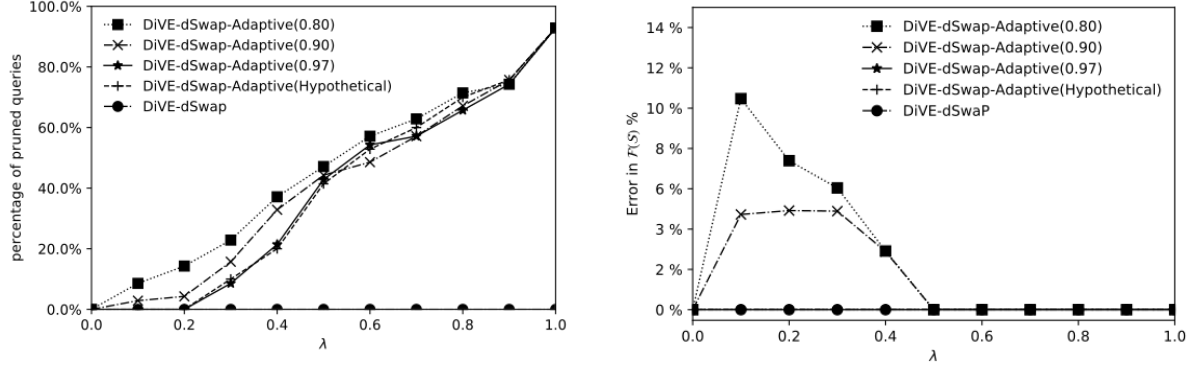 100.0%
80.0%
60.0%
40.0%
20.0%
0.0%
percentage of pruned queries
DiVE-dSwap-Adaptive(0.80)
DiVE-dSwap-Adaptive(0.90)
DiVE-dSwap-Adaptive(0.97)
DiVE-dSwap-Adaptive(Hypothetical)
DiVE-dSwap
0.0 0.2 0.4 0.6 0.8 1.0
λ
14 %
12 %
10 %
8 %
6 %
3 %
2 %
0 %
Error in ℱ(S) %
DiVE-dSwap-Adaptive(0.80)
DiVE-dSwap-Adaptive(0.90)
DiVE-dSwap-Adaptive(0.97)
DiVE-dSwap-Adaptive(Hypothetical)
DiVE-dSwaP
0.0 0.2 0.4 0.6 0.8 1.0
λ